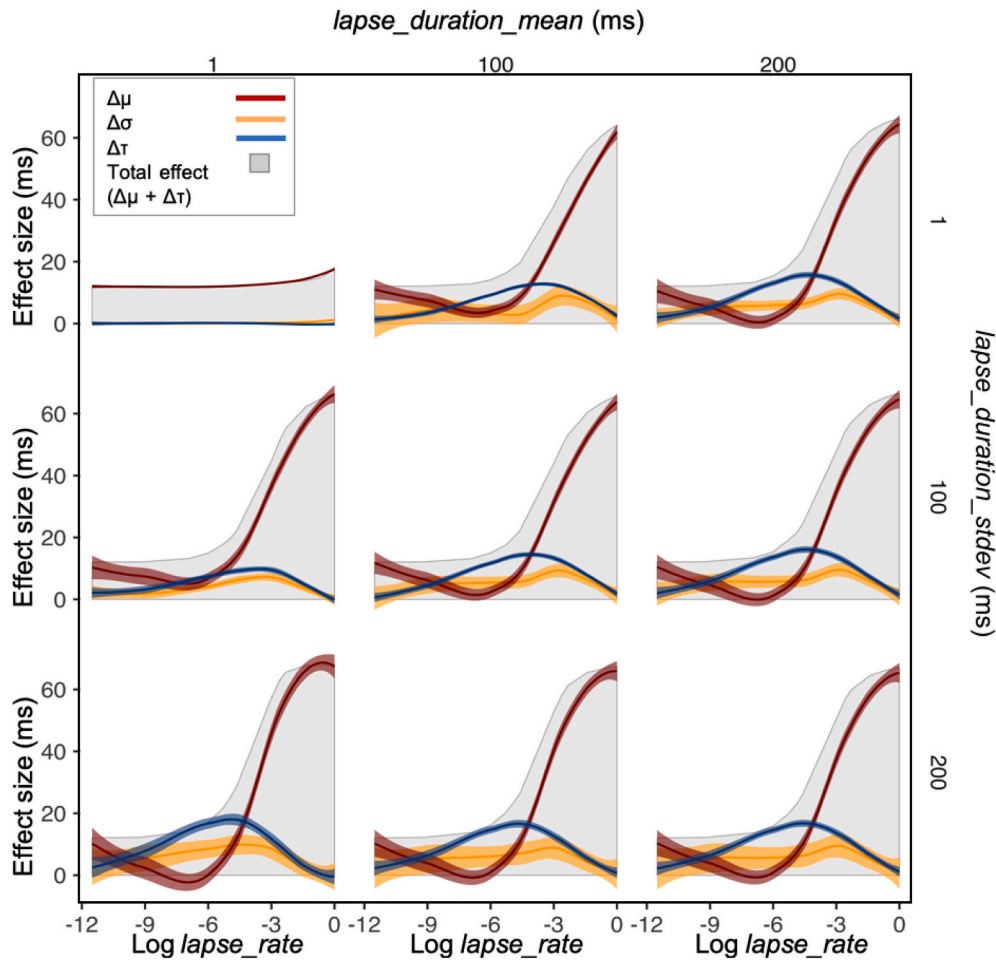 lapse_duration_mean (ms)
1 100 200
Δμ
Δσ
Δτ
Total effect
(Δμ + Δτ)
Effect size (ms)
60
40
20
0
1
Effect size (ms)
60
40
20
0
100
Effect size (ms)
60
40
20
0
200
lapse_duration_stdev (ms)
-12 -9 -6 -3 0 -12 -9 -6 -3 0 -12 -9 -6 -3 0
Log lapse_rate Log lapse_rate Log lapse_rate